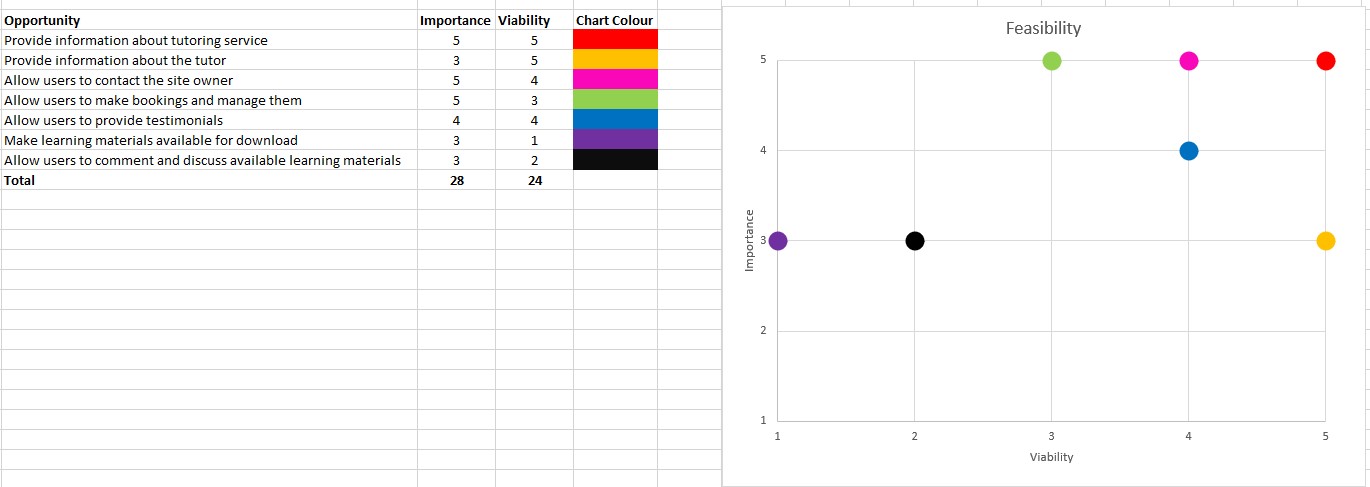 Opportunity Importance Viability Chart Colour
Provide information about tutoring service 5 5
Provide information about the tutor 3 5
Allow users to contact the site owner 5 4
Allow users to make bookings and manage them 5 3
Allow users to provide testimonials 4 4
Make learning materials available for download 3 1
Allow users to comment and discuss available learning materials 3 2
Total 28 24
Feasibility
5
4
3
2
1
Importance
1 2 3 4 5
Viability